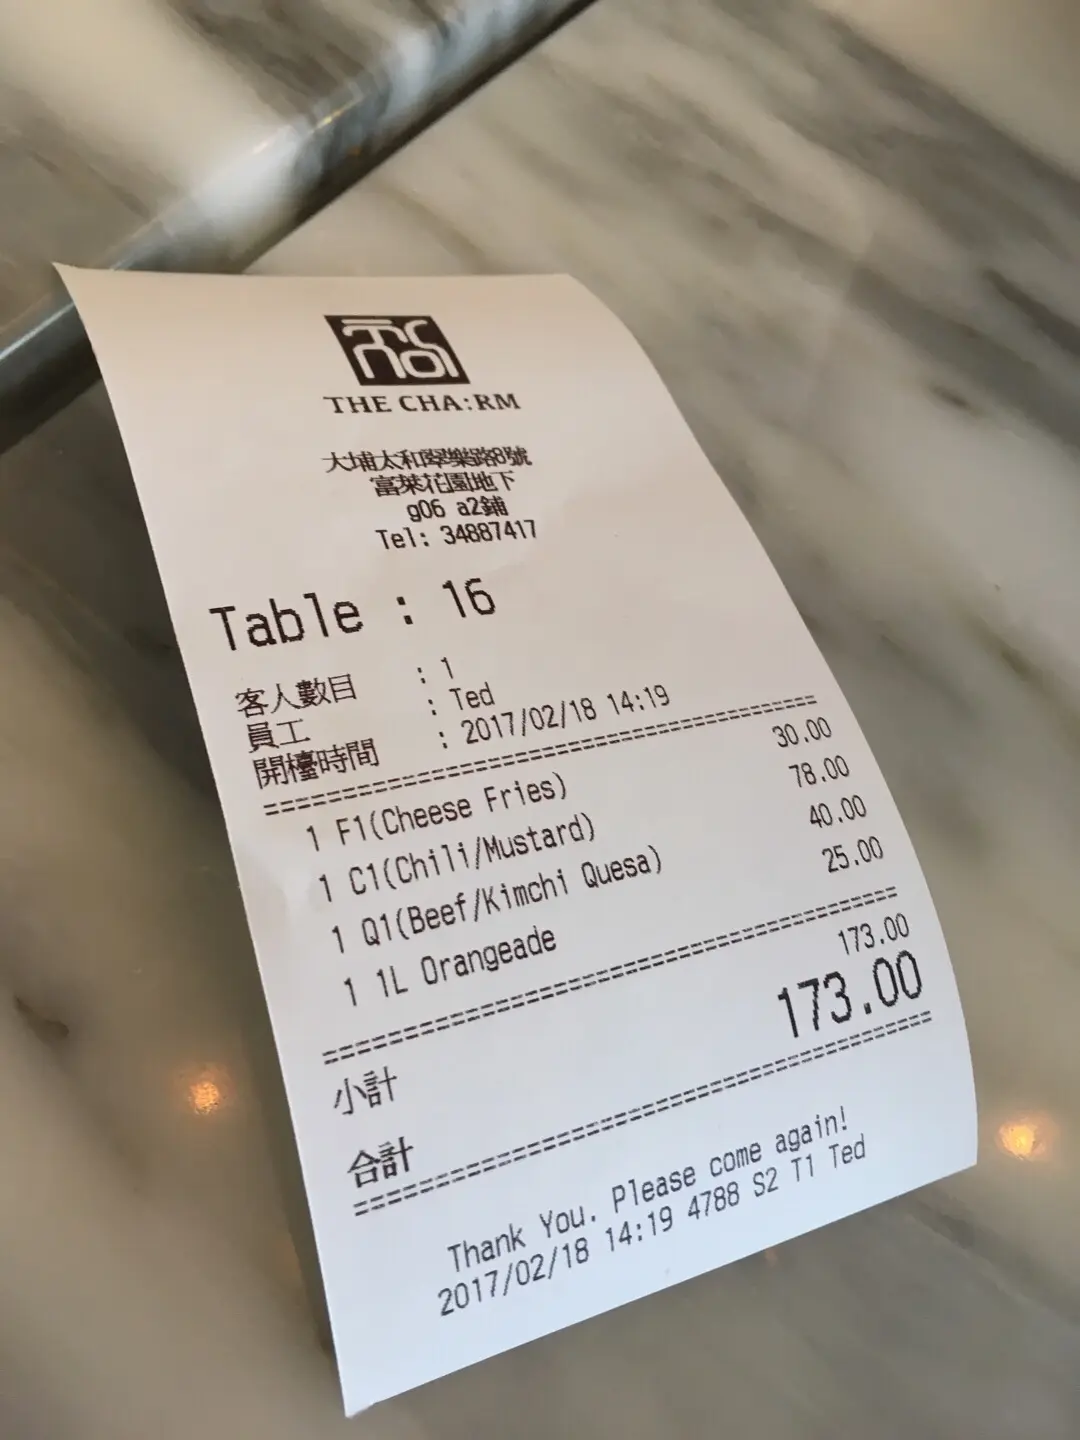 THE CHA:RM
大埔太和翠樂路8號
富萊花園地下
g06 a2鋪
Tel: 34887417
Table : 16
客人數目 : 1
員工 : Ted
開檯時間 : 2017/02/18 14:19
1 F1(Cheese Fries) 30.00
1 C1(Chili/Mustard) 78.00
1 Q1(Beef/Kimchi Quesa) 40.00
1 1L Orangeade 25.00
小計 173.00
合計 173.00
Thank You. Please come again!
2017/02/18 14:19 4788 S2 T1 Ted